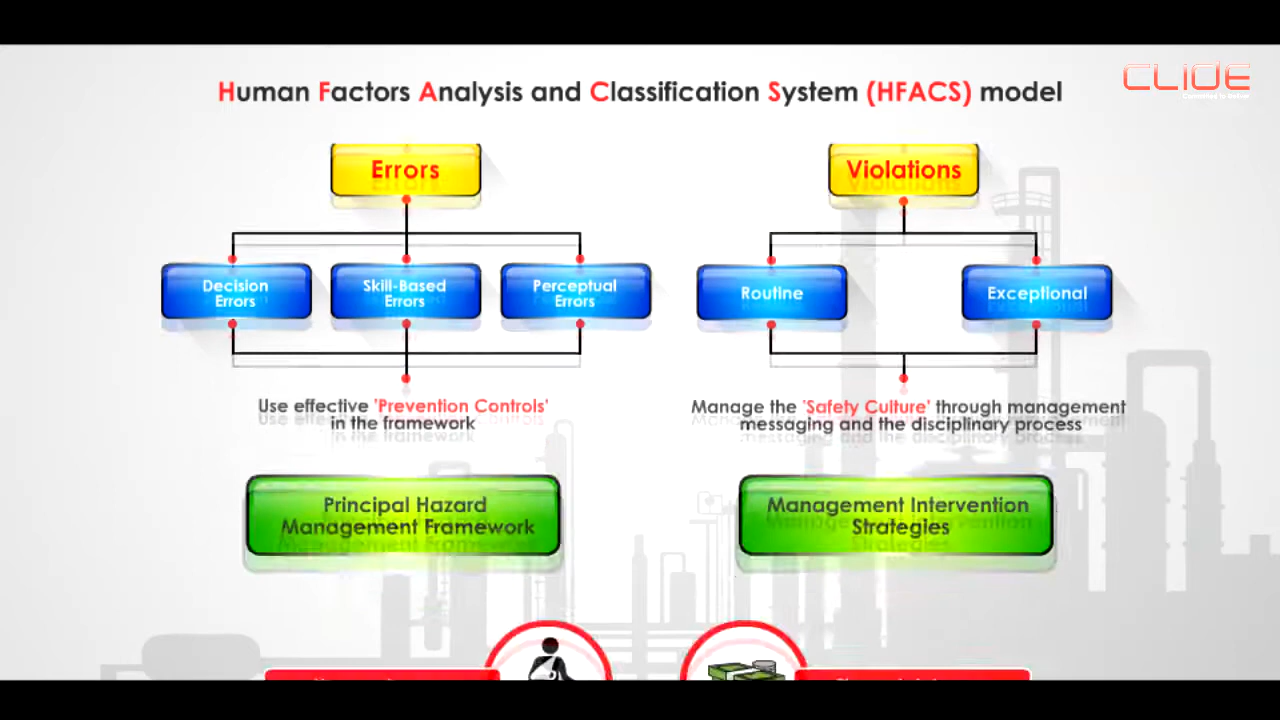 CLIDE
Human Factors Analysis and Classification System (HFACS) model
Errors
Violations
Decision
Errors
Skill-Based
Errors
Perceptual
Errors
Routine
Exceptional
Use effective 'Prevention Controls'
in the framework
Manage the 'Safety Culture' through management
messaging and the disciplinary process
Principal Hazard
Management Framework
Management Intervention
Strategies